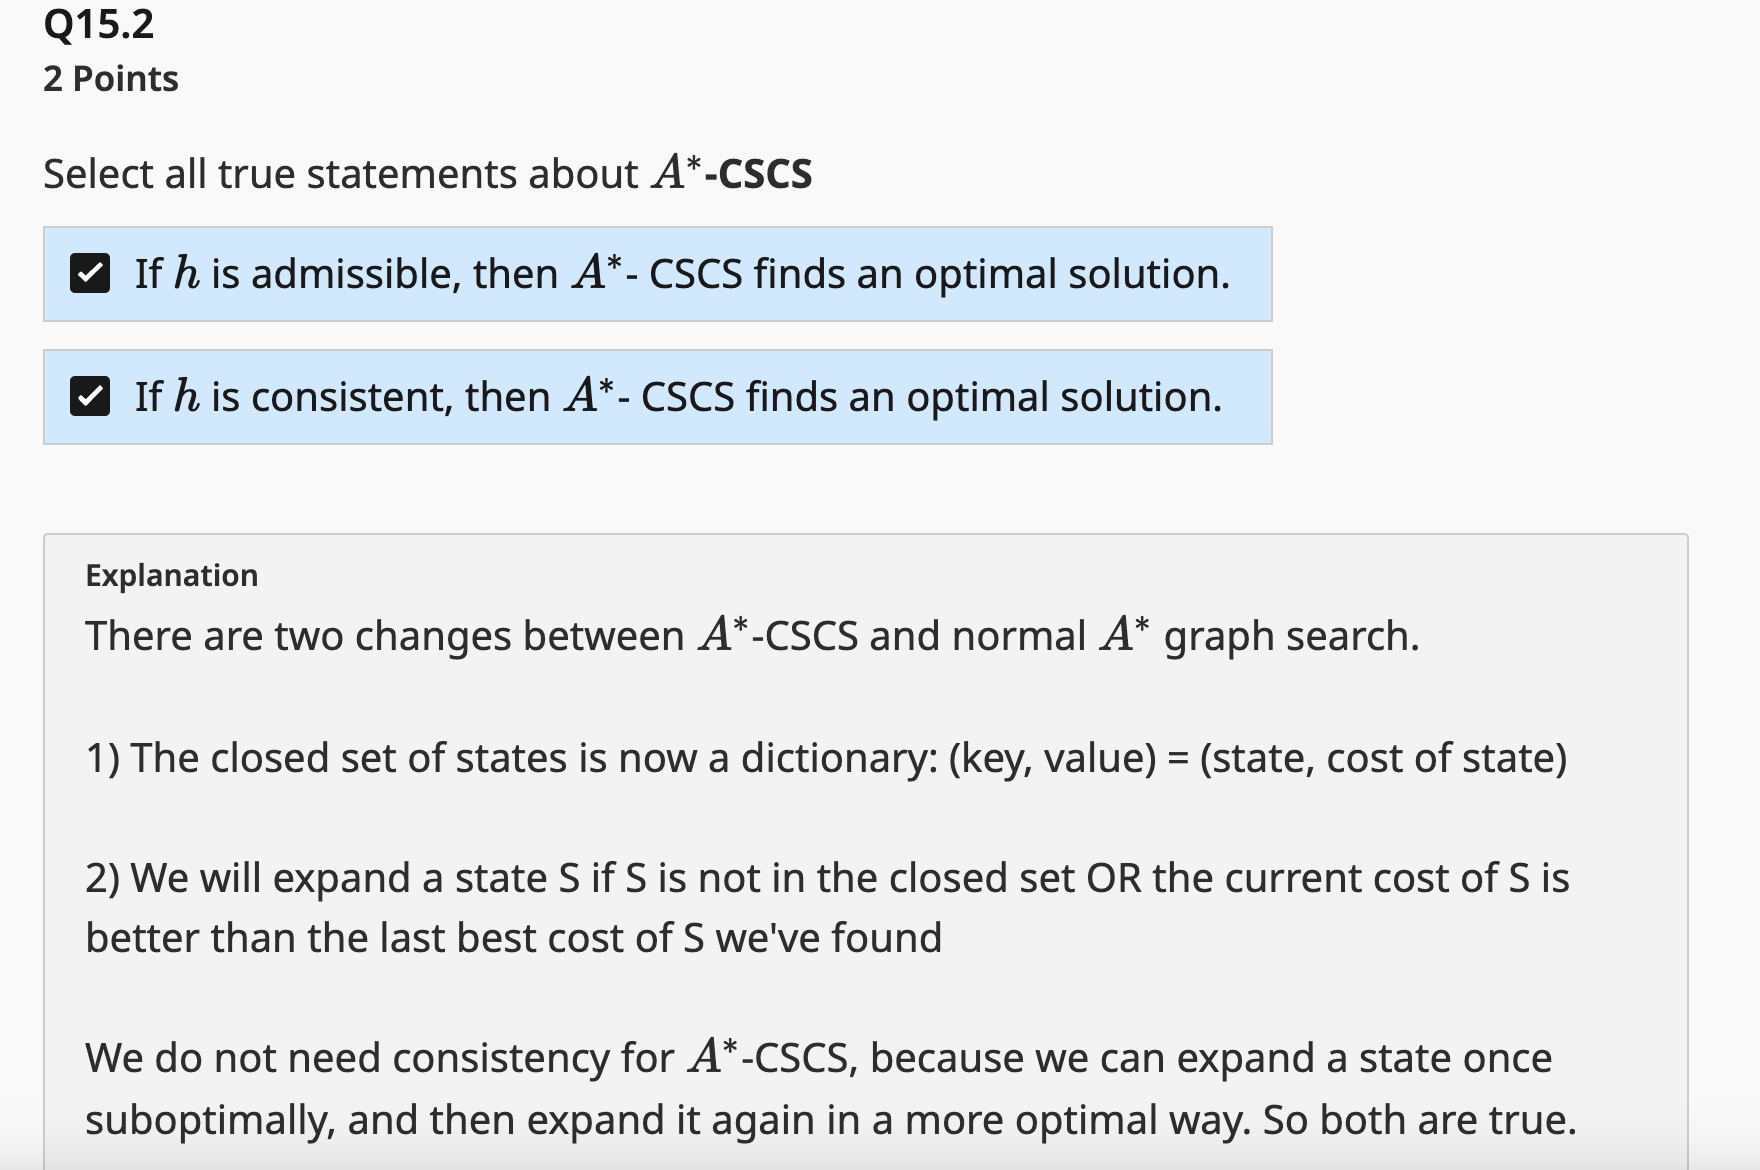 Q15.2
2 Points
Select all true statements about A*-CSCS
If h is admissible, then A*- CSCS finds an optimal solution.
If h is consistent, then A*- CSCS finds an optimal solution.
Explanation
There are two changes between A*-CSCS and normal A* graph search.
1) The closed set of states is now a dictionary: (key, value) = (state, cost of state)
2) We will expand a state S if S is not in the closed set OR the current cost of S is
better than the last best cost of S we've found
We do not need consistency for A*-CSCS, because we can expand a state once
suboptimally, and then expand it again in a more optimal way. So both are true.